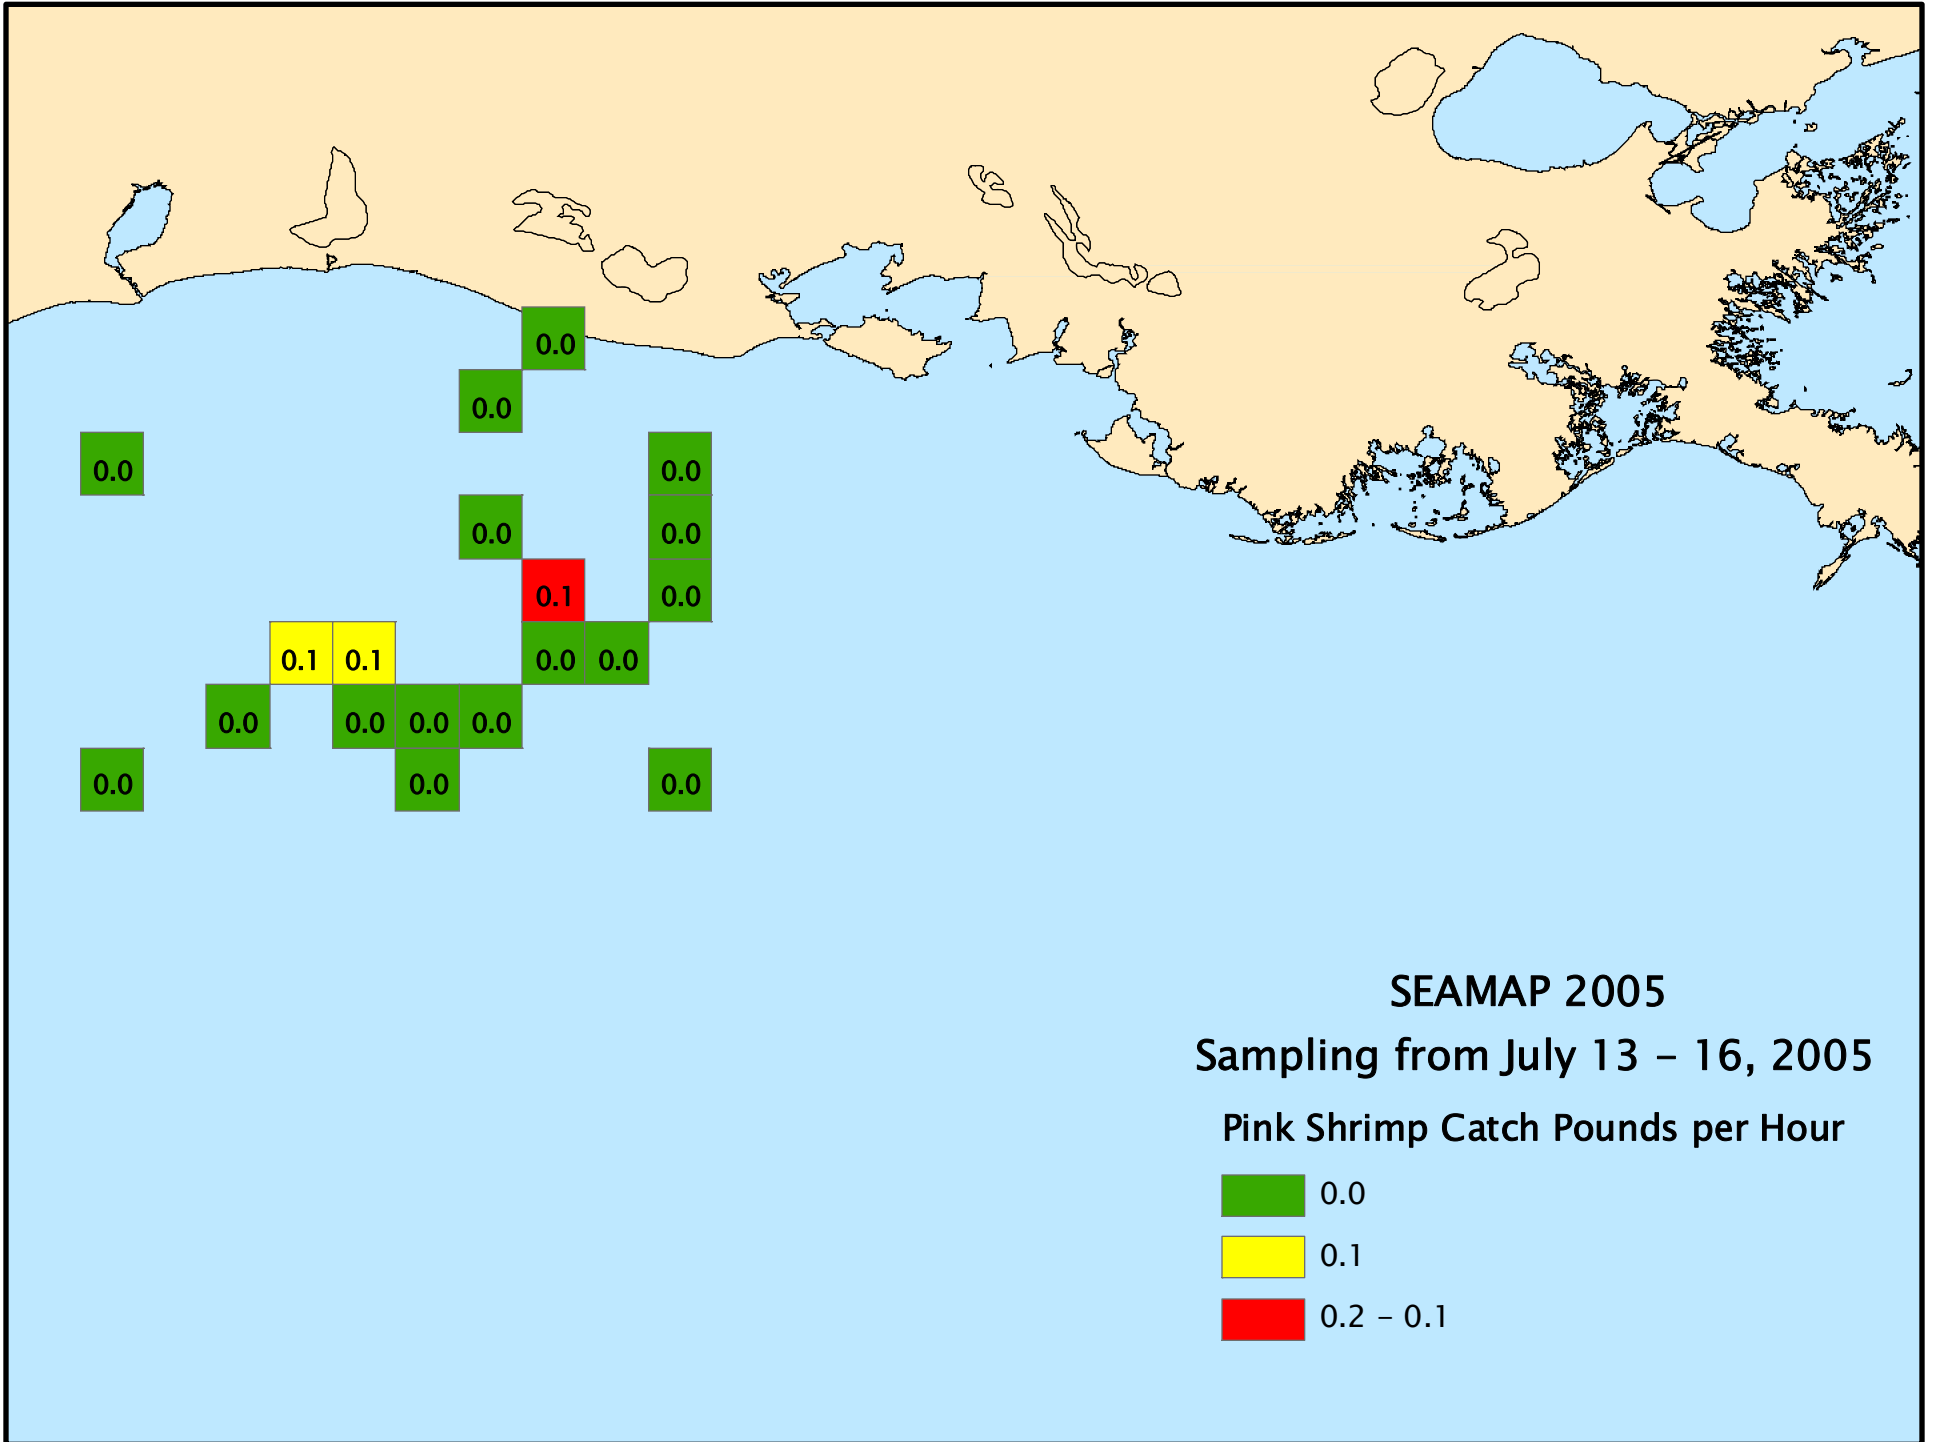 0.0
0.0
0.0 0.0
0.0 0.0
0.1 0.0
0.1 0.1 0.0 0.0
0.0 0.0 0.0 0.0
0.0 0.0 0.0
SEAMAP 2005
Sampling from July 13 – 16, 2005
Pink Shrimp Catch Pounds per Hour
0.0
0.1
0.2 – 0.1